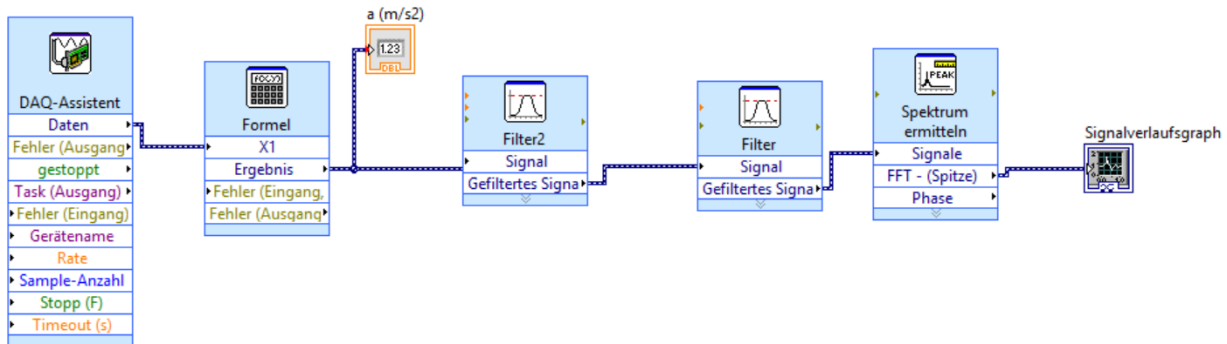 a (m/s2)
1.23
DBL
DAQ-Assistent
Daten
Fehler (Ausgang
gestoppt
Task (Ausgang)
Fehler (Eingang)
Gerätename
Rate
Sample-Anzahl
Stopp (F)
Timeout (s)
Formel
X1
Ergebnis
Fehler (Eingang,
Fehler (Ausgang
Filter2
Signal
Gefiltertes Signa
Filter
Signal
Gefiltertes Signa
PEAK
Spektrum
ermitteln
Signale
FFT - (Spitze)
Phase
Signalverlaufsgraph